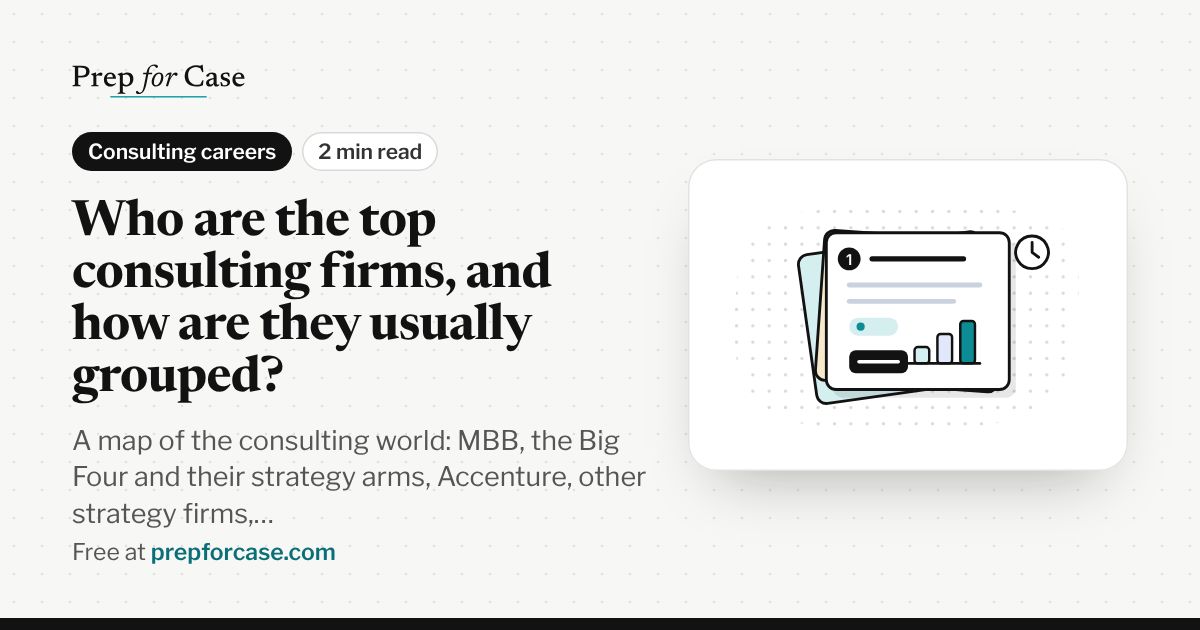 Prep for Case
Consulting careers
2 min read
Who are the top
consulting firms, and
how are they usually
grouped?
A map of the consulting world: MBB, the Big
Four and their strategy arms, Accenture, other
strategy firms,...
Free at prepforcase.com
1